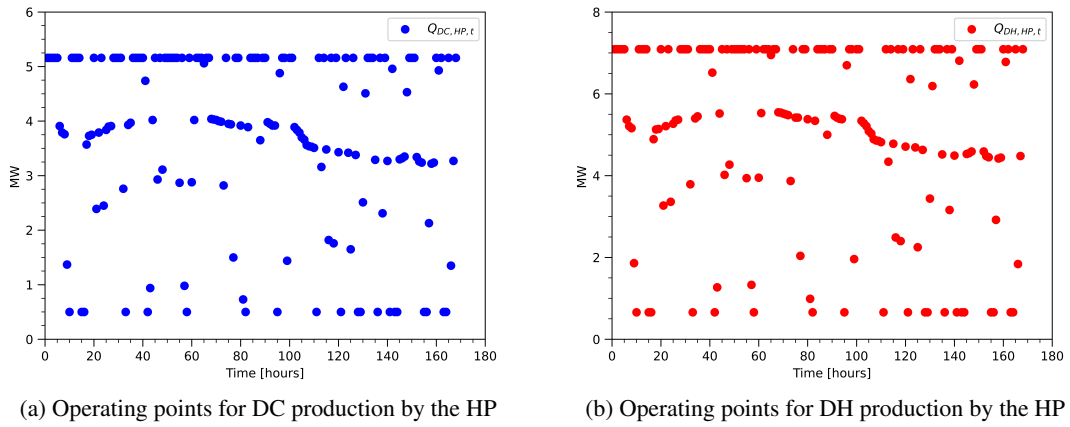 6
5
4
3
2
1
0
MW
0 20 40 60 80 100 120 140 160 180
Time [hours]
Q_{DC, HP, t}
(a) Operating points for DC production by the HP
8
6
4
2
0
MW
0 20 40 60 80 100 120 140 160 180
Time [hours]
Q_{DH, HP, t}
(b) Operating points for DH production by the HP